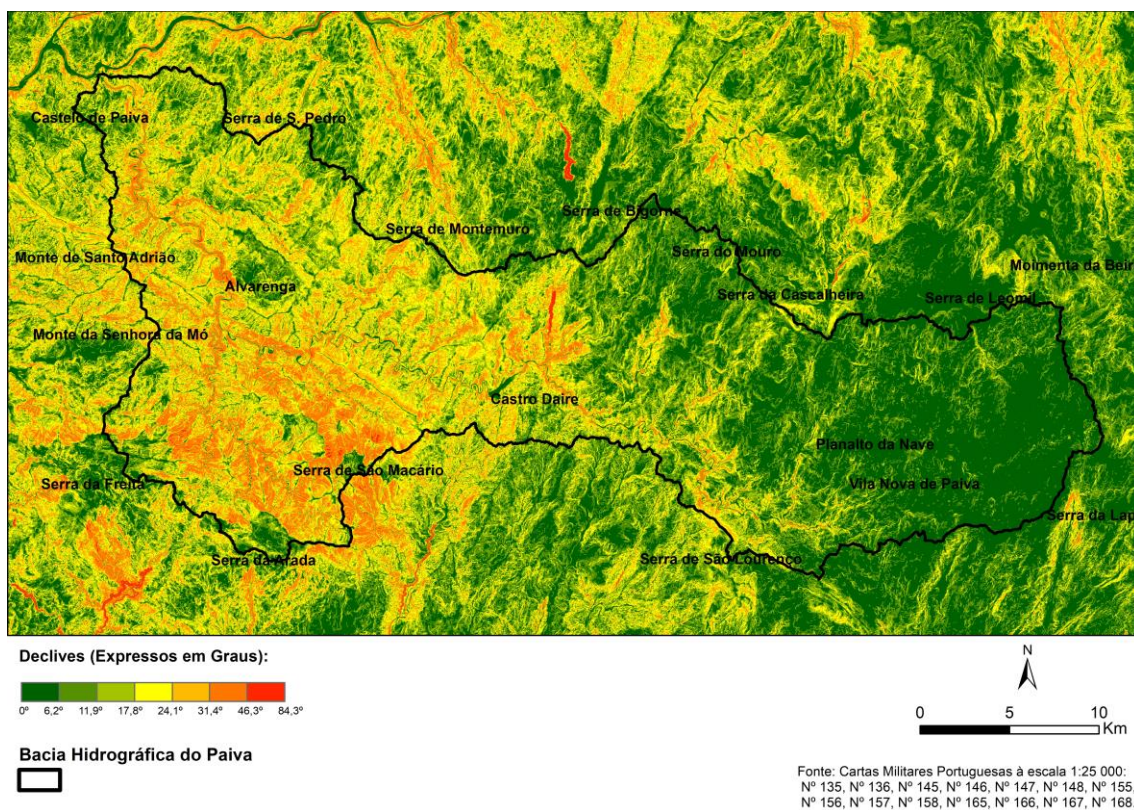 Castelo de Paiva
Serra de S. Pedro
Serra de Bigorne
Serra de Montemuro
Serra do Mouro
Monte de Santo Adrião
Moimenta da Beir
Alvarenga
Serra da Cascalheira
Serra de Leomil
Monte da Senhora da Mó
Castro Daire
Planalto da Nave
Serra de São Macário
Serra da Freita
Vila Nova de Paiva
Serra da Lap
Serra da Arada
Serra de São Lourenço
Declives (Expressos em Graus):
0º 6,2º 11,9º 17,8º 24,1º 31,4º 46,3º 84,3º
N
0 5 10
Km
Bacia Hidrográfica do Paiva
Fonte: Cartas Militares Portuguesas à escala 1:25 000:
Nº 135, Nº 136, Nº 145, Nº 146, Nº 147, Nº 148, Nº 155,
Nº 156, Nº 157, Nº 158, Nº 165, Nº 166, Nº 167, Nº 168